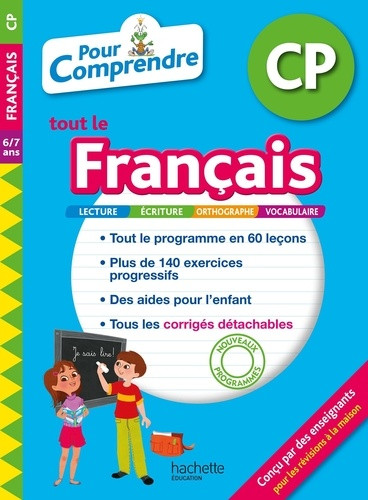 FRANÇAIS CP
6/7
ans
Pour
Comprendre
CP
tout le
Français
LECTURE ÉCRITURE ORTHOGRAPHE VOCABULAIRE
• Tout le programme en 60 leçons
• Plus de 140 exercices
progressifs
• Des aides pour l'enfant
• Tous les corrigés détachables
NOUVEAUX
PROGRAMMES
Je sais lire!
Conçu par des enseignants
pour les révisions à la maison
hachette
ÉDUCATION